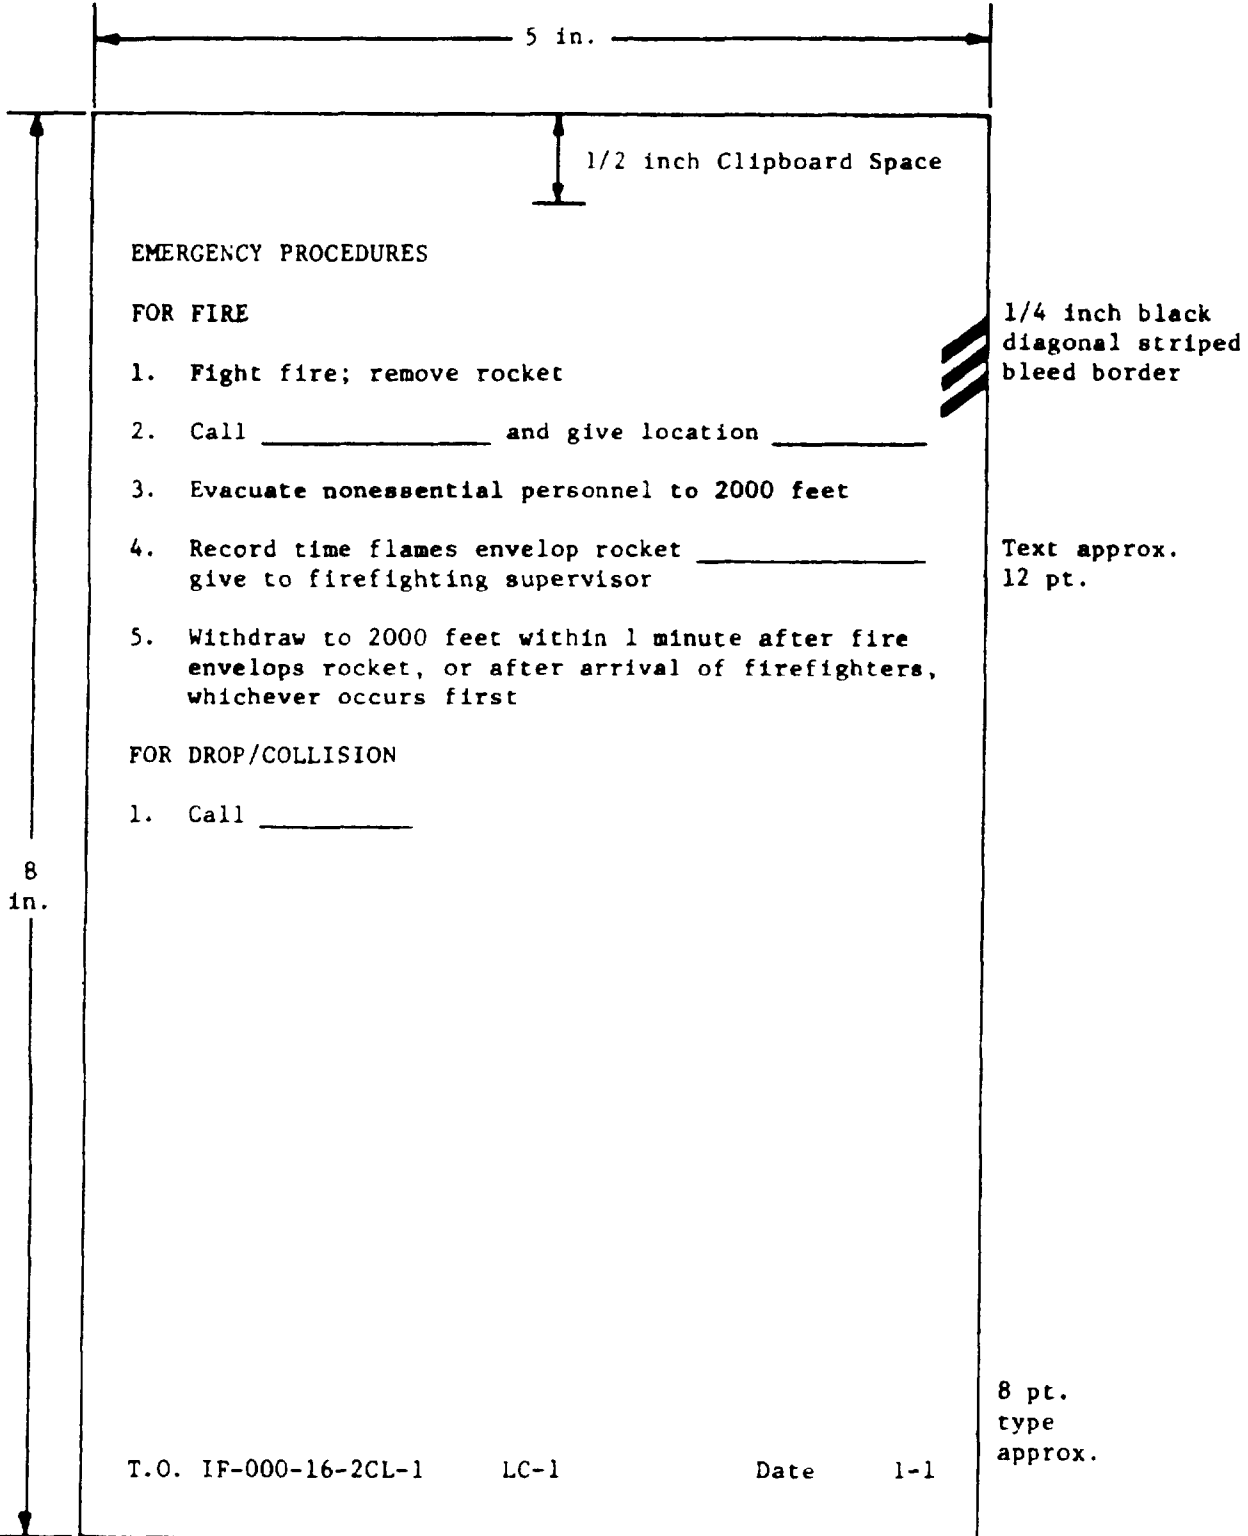 5 in.
1/2 inch Clipboard Space
EMERGENCY PROCEDURES
FOR FIRE
1. Fight fire; remove rocket
2. Call _______________ and give location __________
3. Evacuate nonessential personnel to 2000 feet
4. Record time flames envelop rocket _______________
give to firefighting supervisor
5. Withdraw to 2000 feet within 1 minute after fire
envelops rocket, or after arrival of firefighters,
whichever occurs first
FOR DROP/COLLISION
1. Call __________
1/4 inch black
diagonal striped
bleed border
Text approx.
12 pt.
8
in.
8 pt.
type
approx.
T.O. IF-000-16-2CL-1 LC-1 Date 1-1